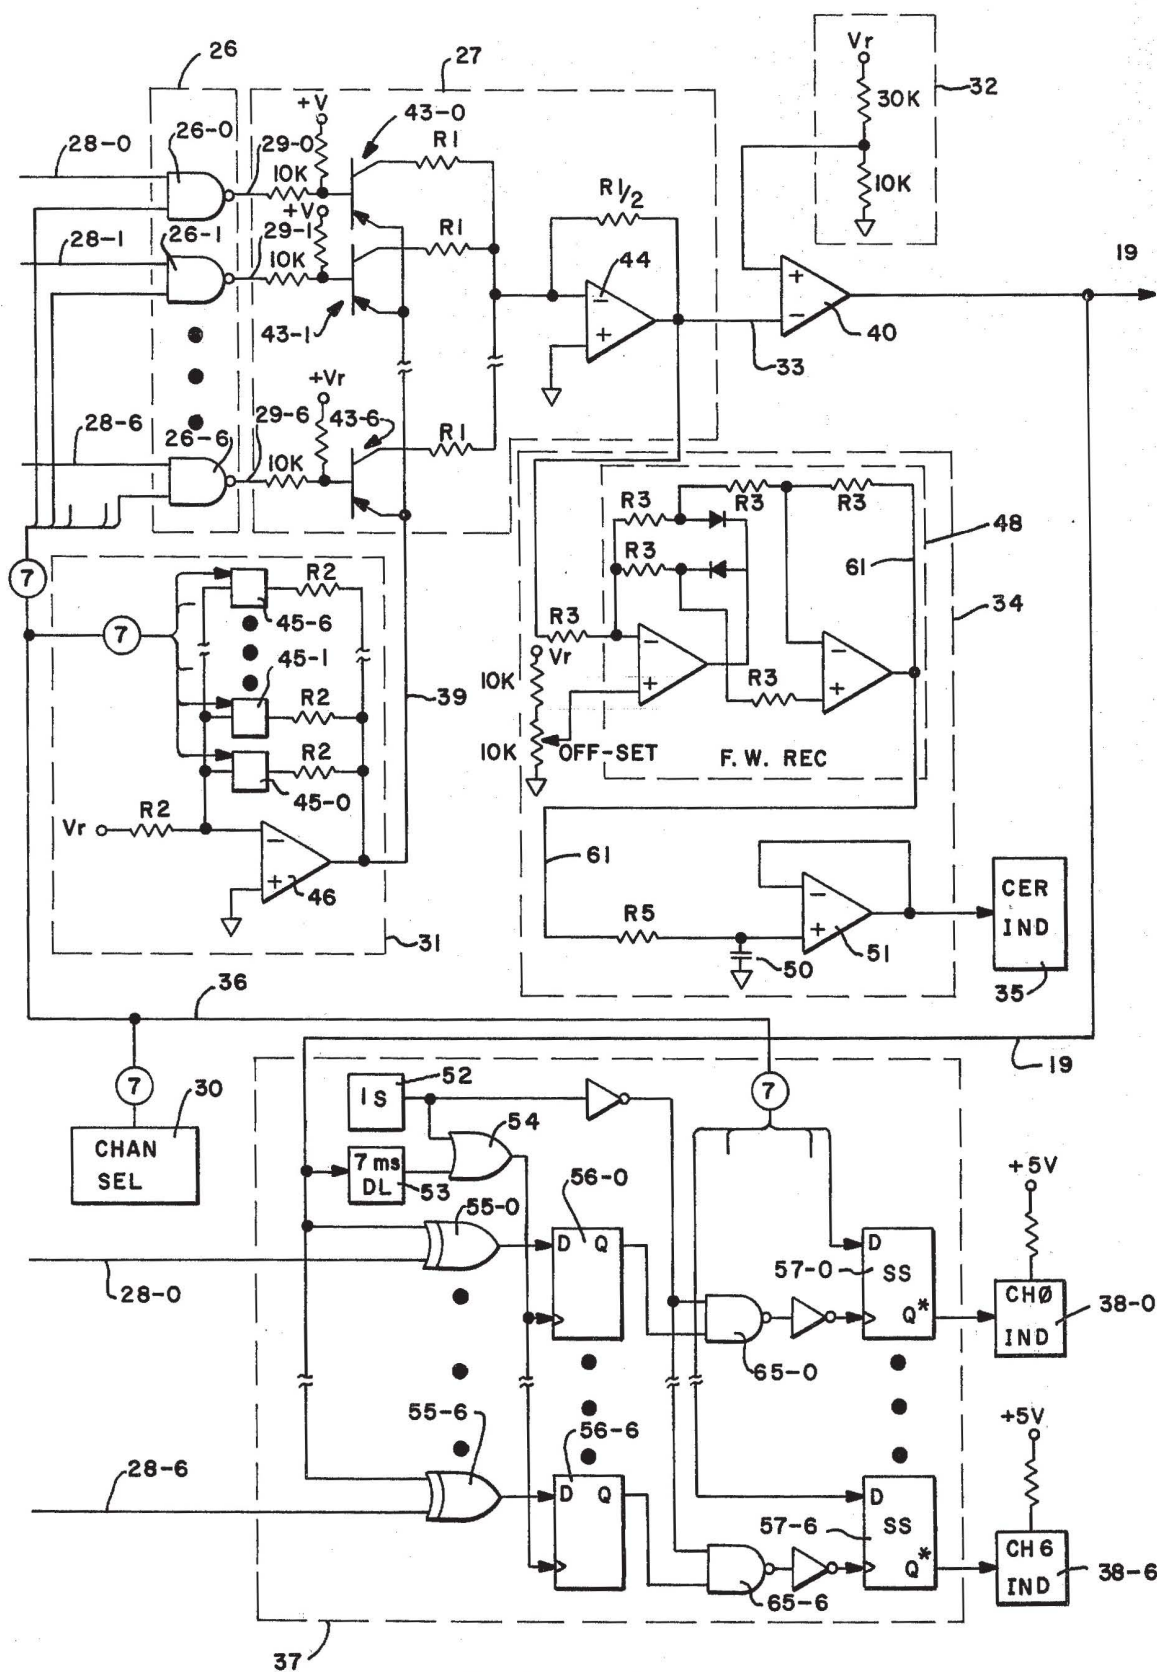 26
27
Vr
30K
32
+V
43-0
28-0
26-0
29-0
R1
10K
10K
R1/2
+V
28-1
26-1
29-1
R1
10K
44
19
-
+
+
-
43-1
40
33
+Vr
28-6
29-6
43-6
26-6
R1
10K
R3
R3
R3
48
7
R2
R3
61
34
45-6
7
R3
-
-
Vr
45-1
10K
+
R3
+
39
R2
10K
OFF-SET
F. W. REC
R2
45-0
Vr
R2
-
+
46
61
-
+
CER
IND
R5
51
31
50
35
36
19
7
30
52
1S
7
CHAN
SEL
54
7 ms
DL
53
+5V
55-0
56-0
D Q
D
57-0
SS
Q*
CHØ
IND
38-0
28-0
65-0
55-6
56-6
+5V
28-6
D Q
D
57-6
SS
Q*
CH6
IND
38-6
65-6
37